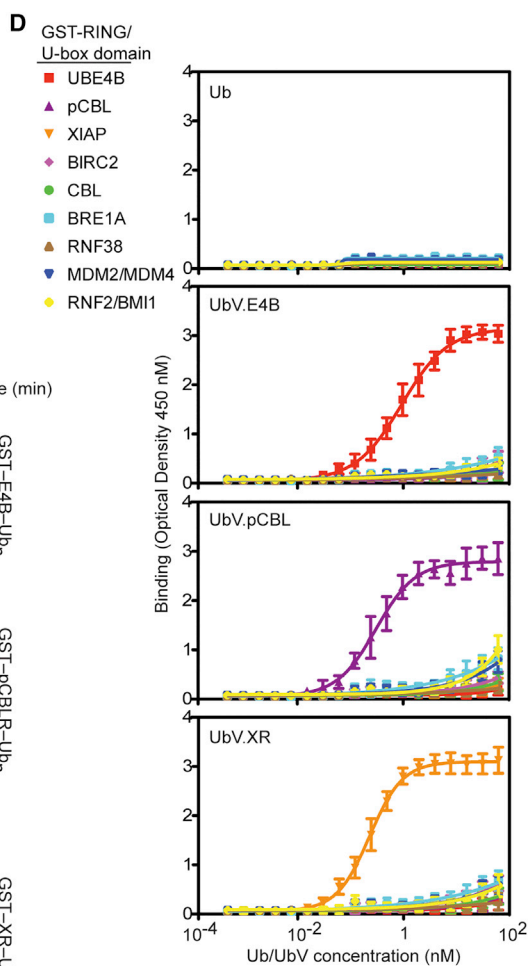 D
GST-RING/
U-box domain
UBE4B
pCBL
XIAP
BIRC2
CBL
BRE1A
RNF38
MDM2/MDM4
RNF2/BMI1
e (min)
GST–E4B–Ubn
GST–pCBLR–Ubn
GST–XR–U
Binding (Optical Density 450 nM)
Ub
4
3
2
1
0
UbV.E4B
4
3
2
1
0
UbV.pCBL
4
3
2
1
0
UbV.XR
4
3
2
1
0
10-4 10-2 1 102
Ub/UbV concentration (nM)